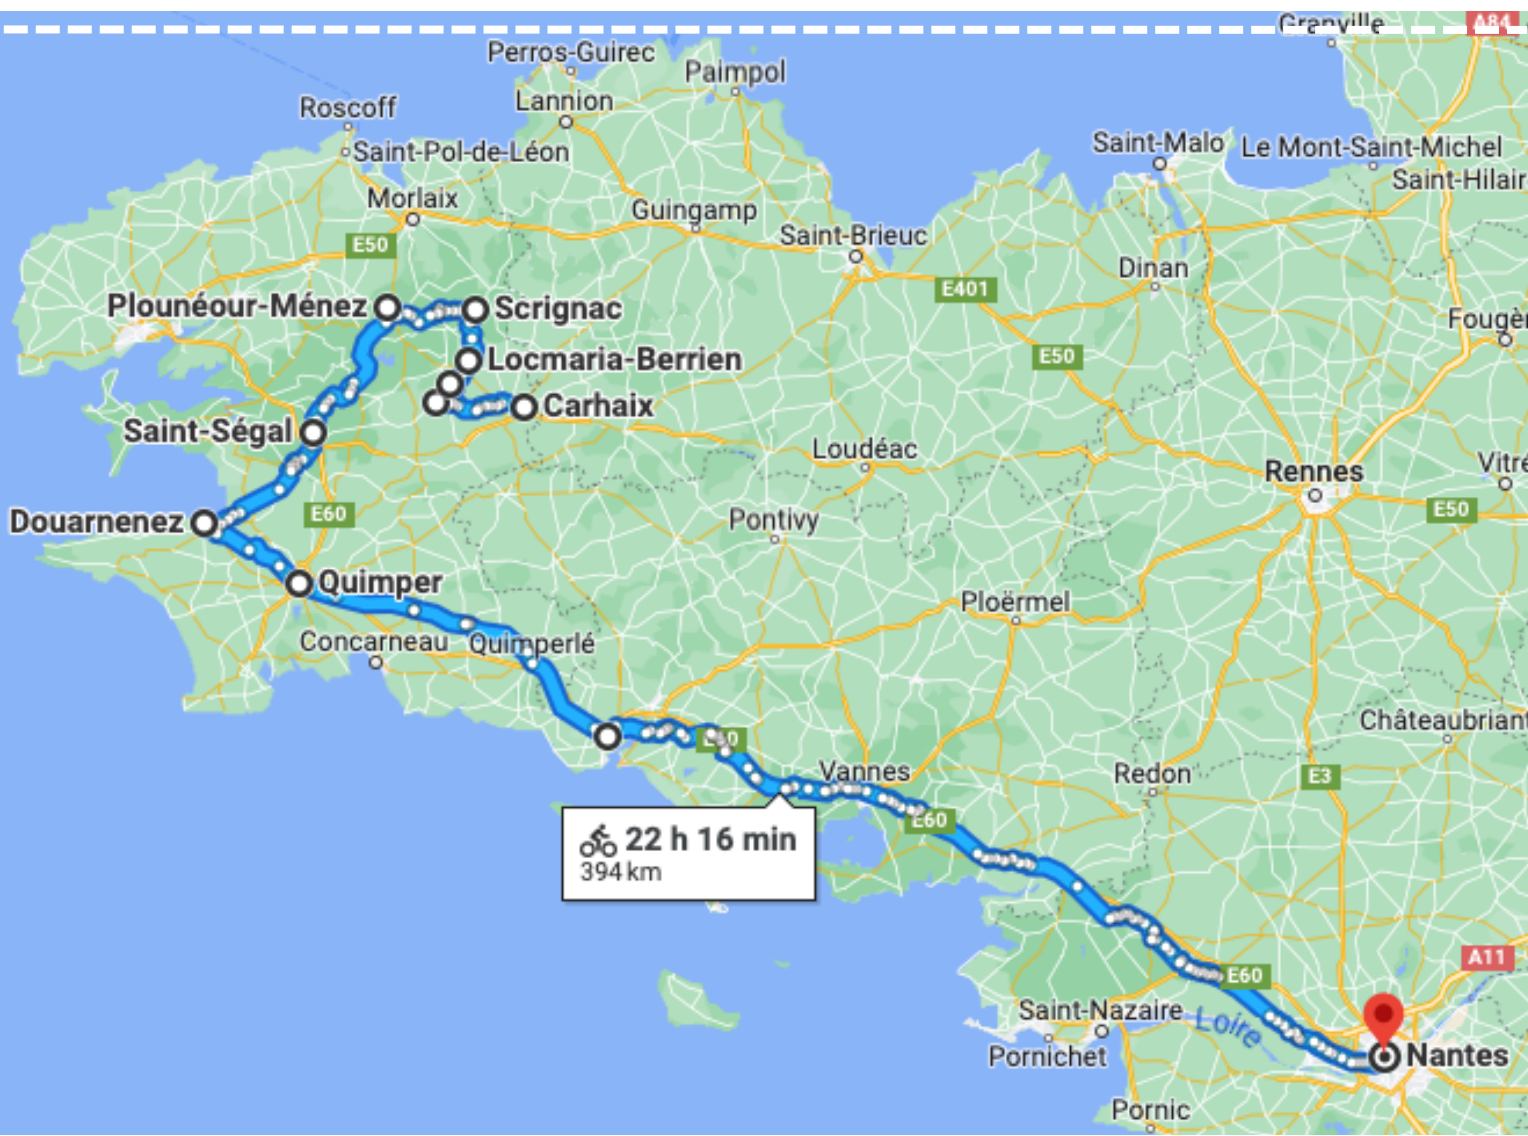 Granville
A84
Perros-Guirec
Paimpol
Lannion
Roscoff
Saint-Malo
Le Mont-Saint-Michel
Saint-Pol-de-Léon
Saint-Hilair
Morlaix
Guingamp
Saint-Brieuc
E50
Dinan
E401
Plounéour-Ménez
Scrignac
Fougèr
Locmaria-Berrien
E50
Carhaix
Saint-Ségal
Loudéac
Rennes
Vitré
E60
E50
Douarnenez
Pontivy
Quimper
Ploërmel
Concarneau
Quimperlé
Châteaubriant
E60
Vannes
Redon
E3
E60
22 h 16 min
394 km
A11
E60
Saint-Nazaire
Loire
Pornichet
Nantes
Pornic